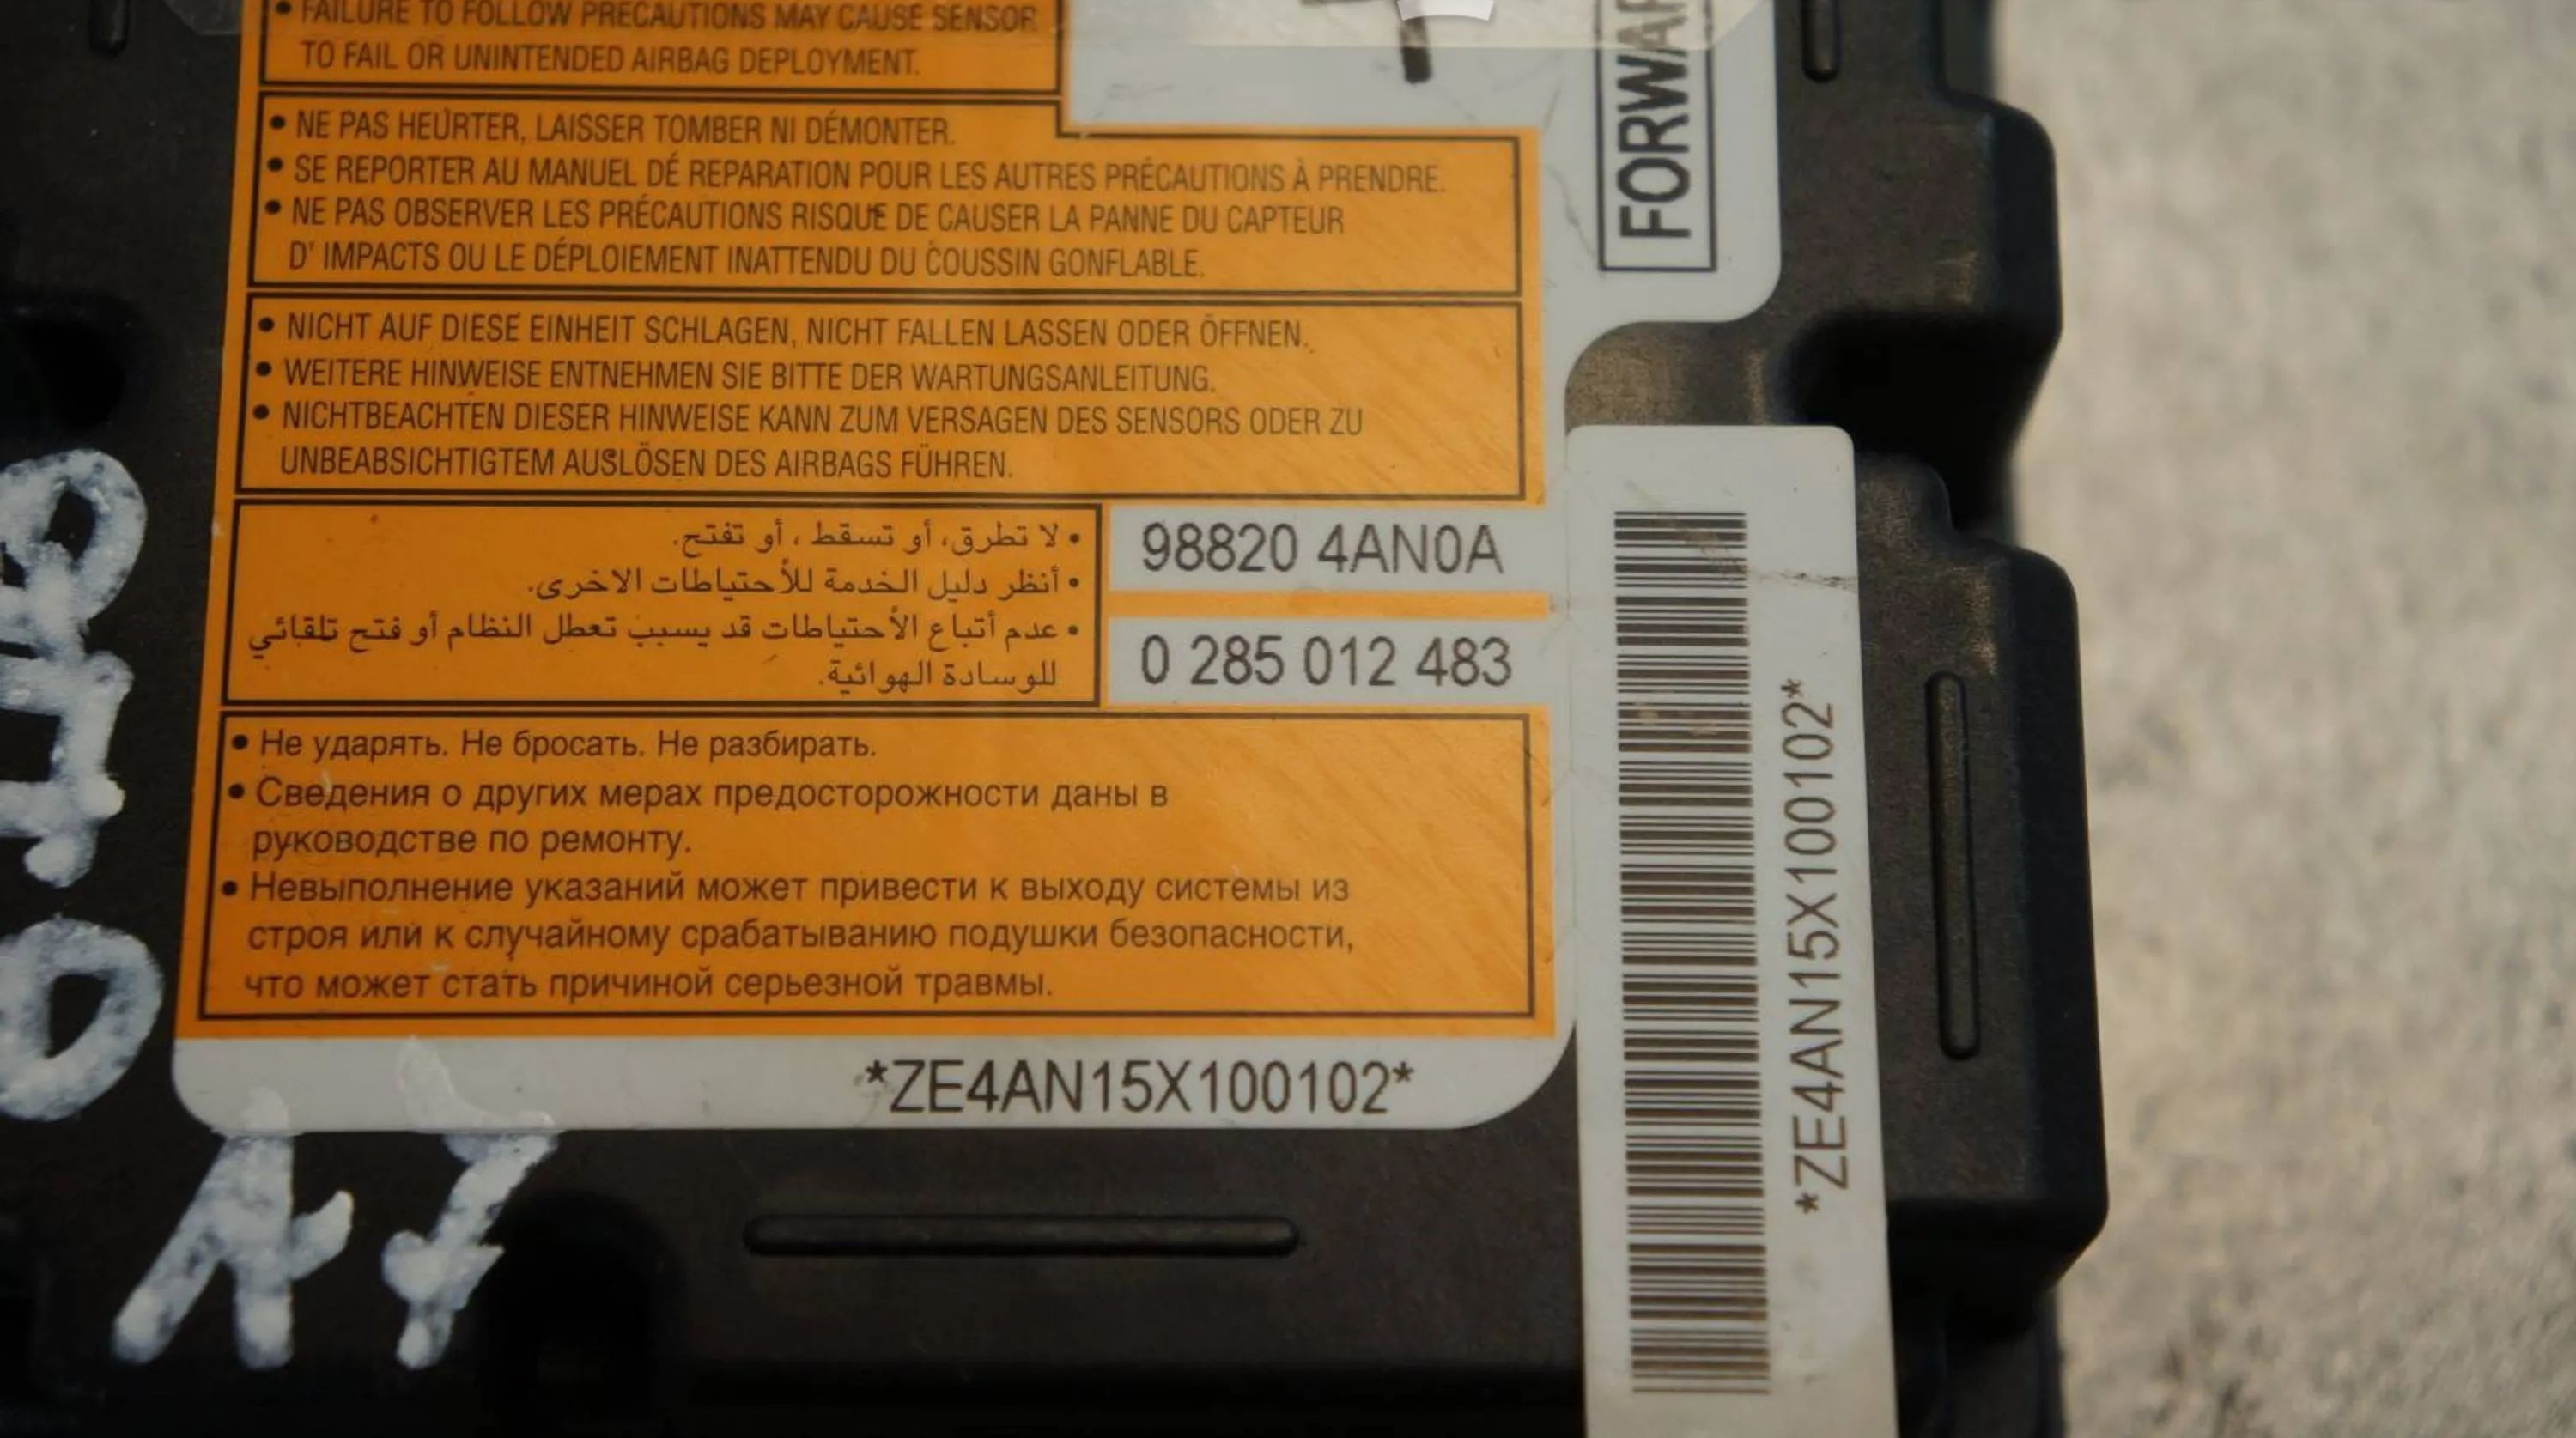 • FAILURE TO FOLLOW PRECAUTIONS MAY CAUSE SENSOR
TO FAIL OR UNINTENDED AIRBAG DEPLOYMENT.
• NE PAS HEURTER, LAISSER TOMBER NI DÉMONTER.
• SE REPORTER AU MANUEL DÉ REPARATION POUR LES AUTRES PRÉCAUTIONS À PRENDRE.
• NE PAS OBSERVER LES PRÉCAUTIONS RISQUE DE CAUSER LA PANNE DU CAPTEUR
D' IMPACTS OU LE DÉPLOIEMENT INATTENDU DU COUSSIN GONFLABLE.
• NICHT AUF DIESE EINHEIT SCHLAGEN, NICHT FALLEN LASSEN ODER ÖFFNEN.
• WEITERE HINWEISE ENTNEHMEN SIE BITTE DER WARTUNGSANLEITUNG.
• NICHTBEACHTEN DIESER HINWEISE KANN ZUM VERSAGEN DES SENSORS ODER ZU
UNBEABSICHTIGTEM AUSLÖSEN DES AIRBAGS FÜHREN.
• لا تطرق، أو تسقط ، أو تفتح.
• أنظر دليل الخدمة للأحتياطات الاخرى.
• عدم أتباع الأحتياطات قد يسبب تعطل النظام أو فتح تلقائي
للوسادة الهوائية.
98820 4AN0A
0 285 012 483
• Не ударять. Не бросать. Не разбирать.
• Сведения о других мерах предосторожности даны в
руководстве по ремонту.
• Невыполнение указаний может привести к выходу системы из
строя или к случайному срабатыванию подушки безопасности,
что может стать причиной серьезной травмы.
*ZE4AN15X100102*
*ZE4AN15X100102*